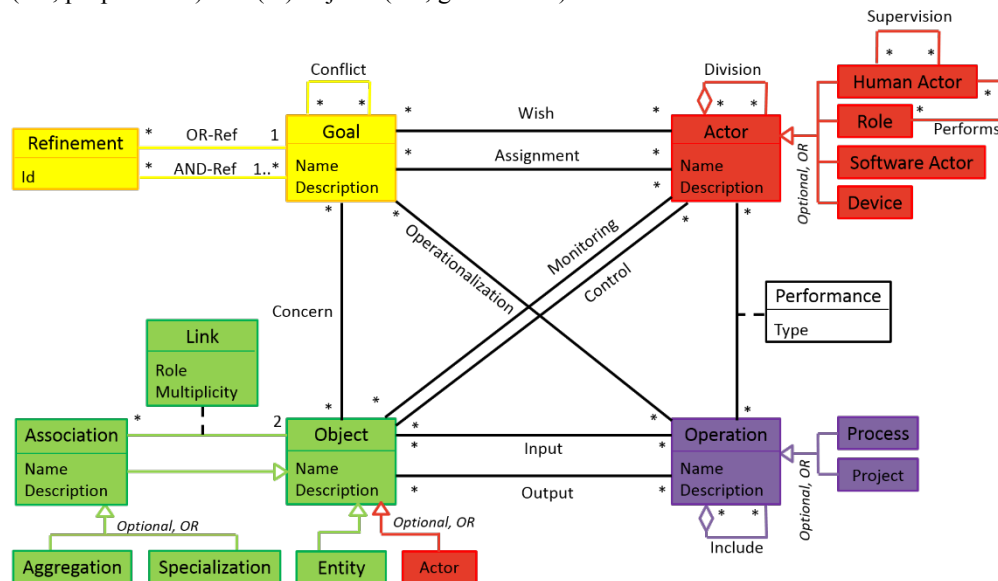 Supervision
Conflict
Division
* *
* *
* *
Human Actor
*
Refinement
Id
* OR-Ref 1
* AND-Ref 1..*
Goal
Name
Description
* Wish *
* Assignment *
Actor
Name
Description
Optional, OR
Role
*
Performs
Software Actor
Device
*
*
*
*
*
Operationalization
Monitoring
Control
Concern
Performance
Type
Link
Role
Multiplicity
*
*
*
*
*
* 2
Association
Name
Description
Object
Name
Description
* Input
* Output *
Operation
Name
Description
Process
Project
Optional, OR
* *
Include
Optional, OR
Optional, OR
Aggregation
Specialization
Entity
Actor